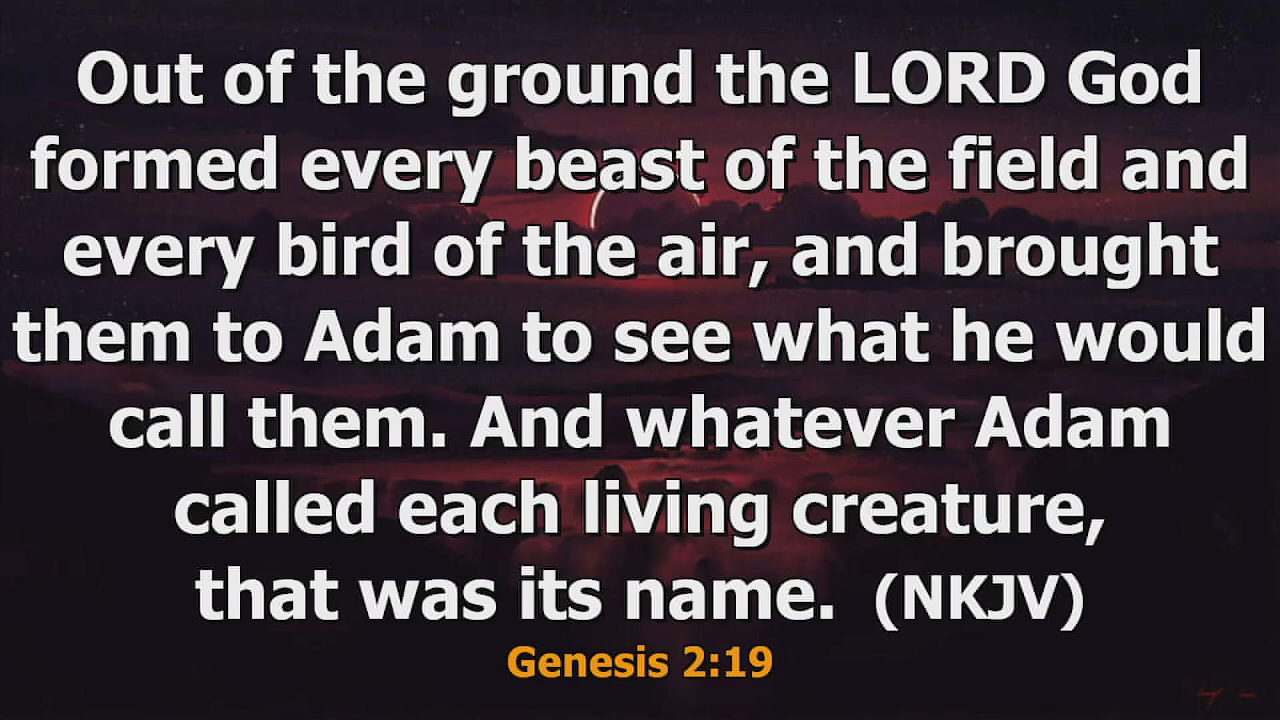 Out of the ground the LORD God
formed every beast of the field and
every bird of the air, and brought
them to Adam to see what he would
call them. And whatever Adam
called each living creature,
that was its name. (NKJV)
Genesis 2:19